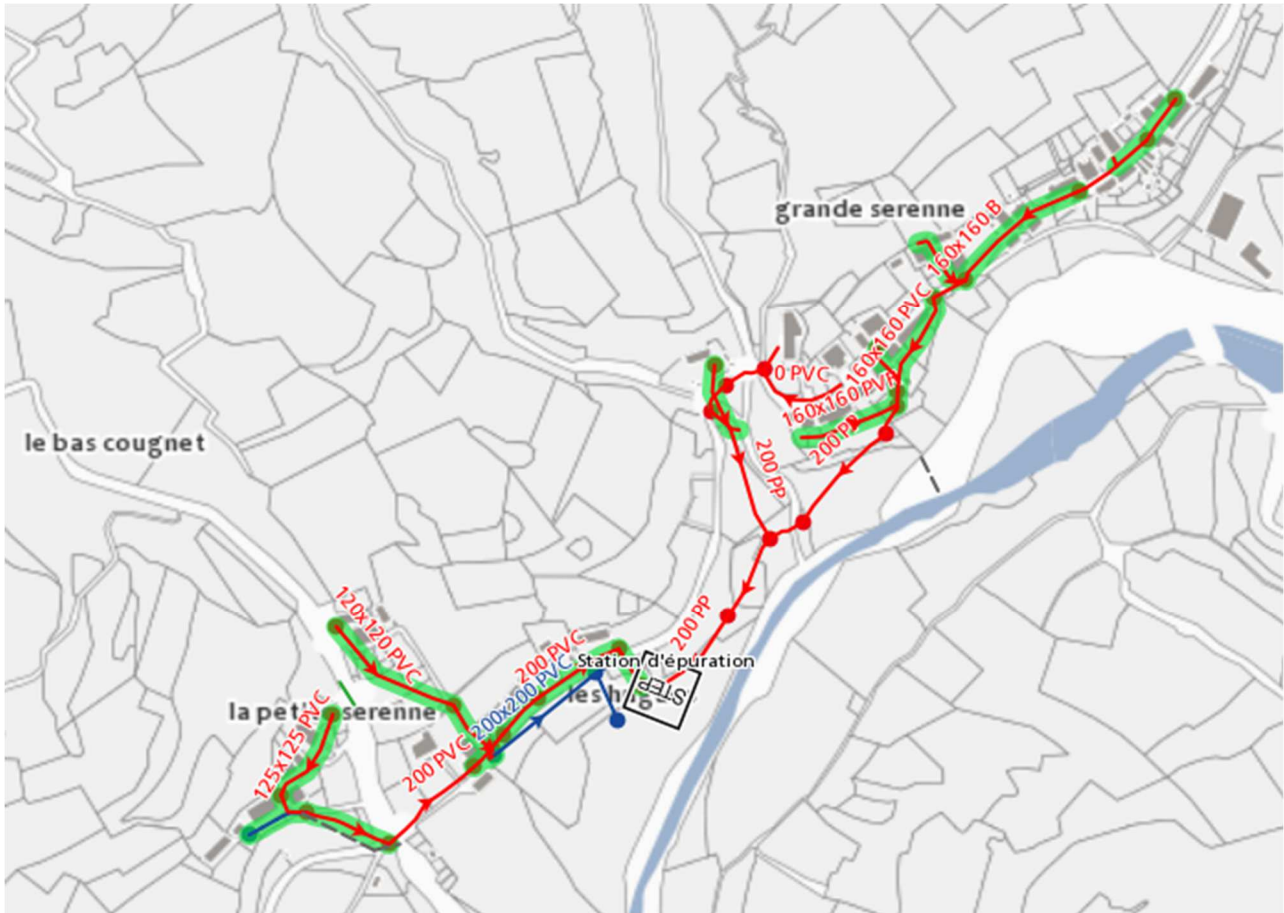 grande serenne
160x160 B
160x160 PVC
0 PVC
160x160 PVR
200 PP
200 PP
le bas cougnet
120x120 PVC
200 PP
200 PVC
Station d'épuration
STEP
200x200 PVC
125x125 PVC
200 PVC